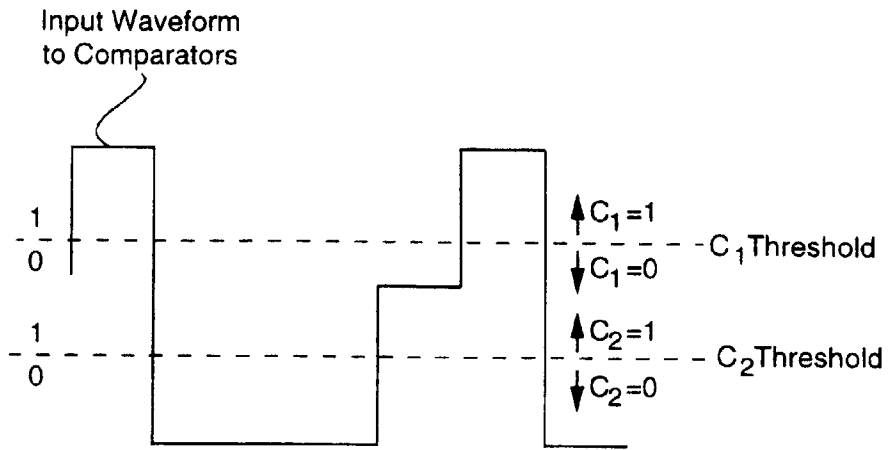 Input Waveform
to Comparators
1
0
C₁=1
C₁Threshold
C₁=0
1
0
C₂=1
C₂Threshold
C₂=0